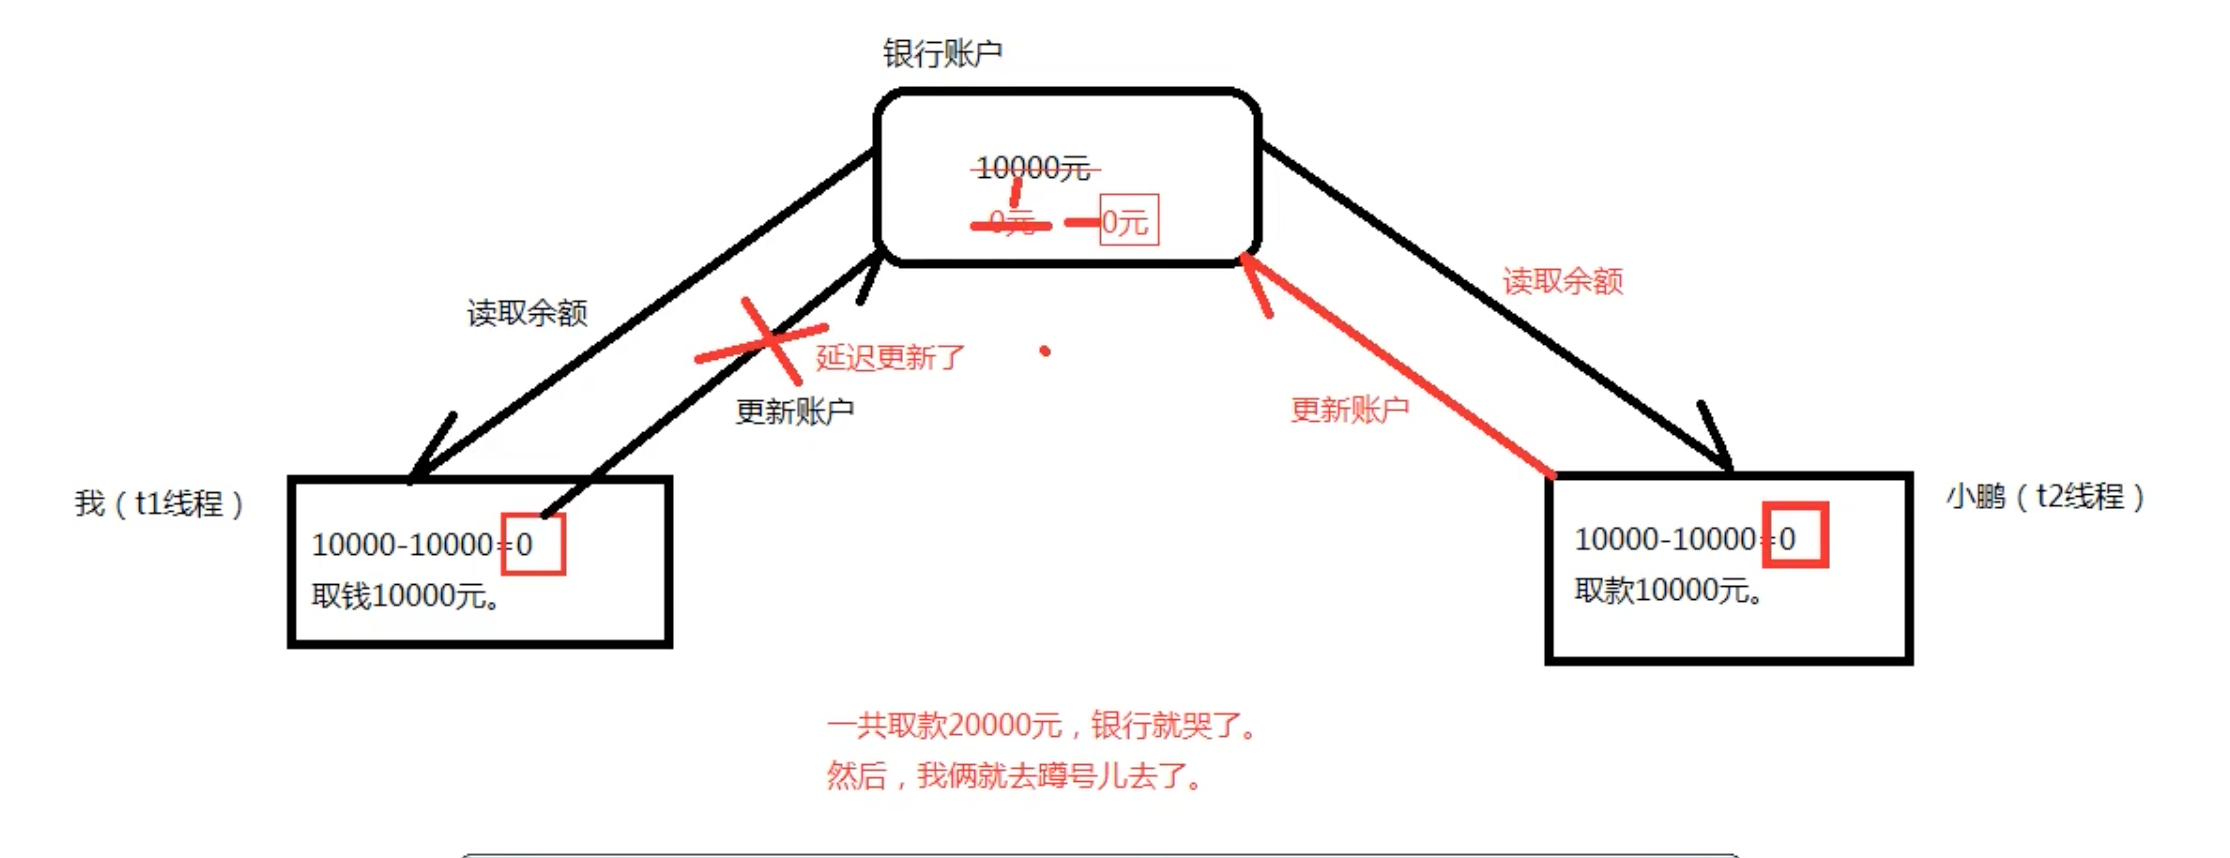 银行账户
10000元
0元
0元
读取余额
读取余额
延迟更新了
更新账户
更新账户
我（t1线程）
10000-10000=0
取钱10000元。
小鹏（t2线程）
10000-10000=0
取款10000元。
一共取款20000元，银行就哭了。
然后，我俩就去蹲号儿去了。